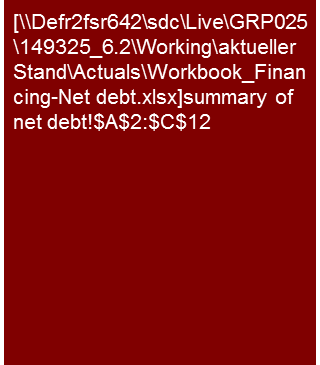 [\\Defr2fsr642\sdc\Live\GRP025
\149325_6.2\Working\aktueller
Stand\Actuals\Workbook_Finan
cing-Net debt.xlsx]summary of
net debt!$A$2:$C$12